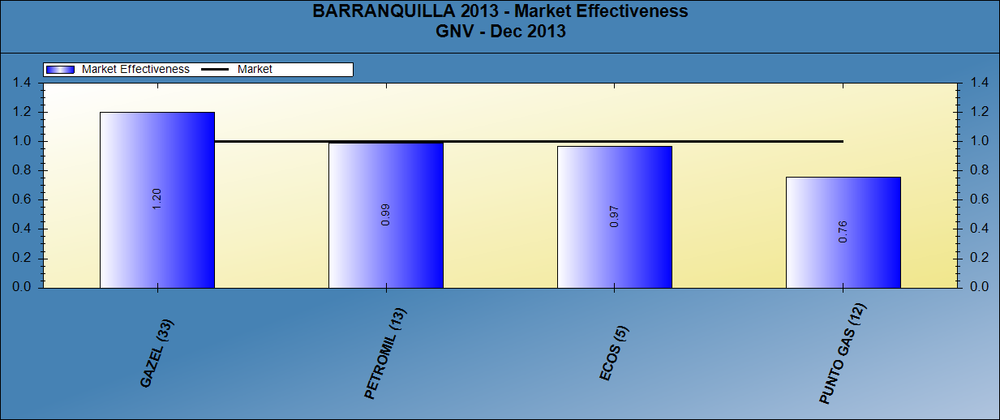 BARRANQUILLA 2013 - Market Effectiveness
GNV - Dec 2013
Market Effectiveness Market
1.4 1.4
1.2 1.2
1.0 1.0
0.8 0.8
0.6 0.6
0.4 0.4
0.2 0.2
0.0 0.0
1.20
0.99
0.97
0.76
GAZEL (33)
PETROMIL (13)
ECOS (5)
PUNTO GAS (12)